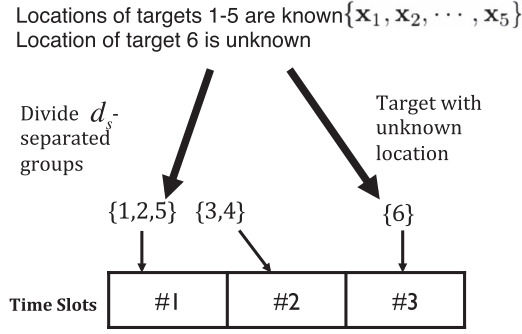 Locations of targets 1-5 are known{x₁, x₂, ⋯ , x₅}
Location of target 6 is unknown
Divide dₛ-
separated
groups
Target with
unknown
location
{1,2,5} {3,4} {6}
Time Slots #1 #2 #3